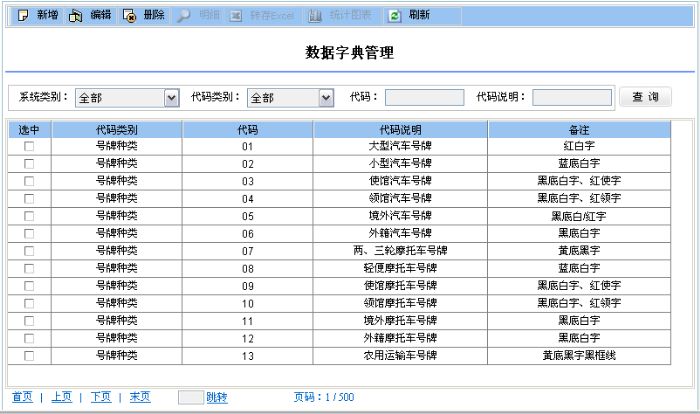 新增 编辑 删除 明细 转存Excel 统计图表 刷新
数据字典管理
系统类别： 全部 代码类别： 全部 代码： 代码说明： 查 询
选中 代码类别 代码 代码说明 备注
号牌种类 01 大型汽车号牌 红白字
号牌种类 02 小型汽车号牌 蓝底白字
号牌种类 03 使馆汽车号牌 黑底白字、红使字
号牌种类 04 领馆汽车号牌 黑底白字、红领字
号牌种类 05 境外汽车号牌 黑底白/红字
号牌种类 06 外籍汽车号牌 黑底白字
号牌种类 07 两、三轮摩托车号牌 黄底黑字
号牌种类 08 轻便摩托车号牌 蓝底白字
号牌种类 09 使馆摩托车号牌 黑底白字、红使字
号牌种类 10 领馆摩托车号牌 黑底白字、红领字
号牌种类 11 境外摩托车号牌 黑底白字
号牌种类 12 外籍摩托车号牌 黑底白字
号牌种类 13 农用运输车号牌 黄底黑字黑框线
首页 | 上页 | 下页 | 末页 跳转 页码：1 / 500